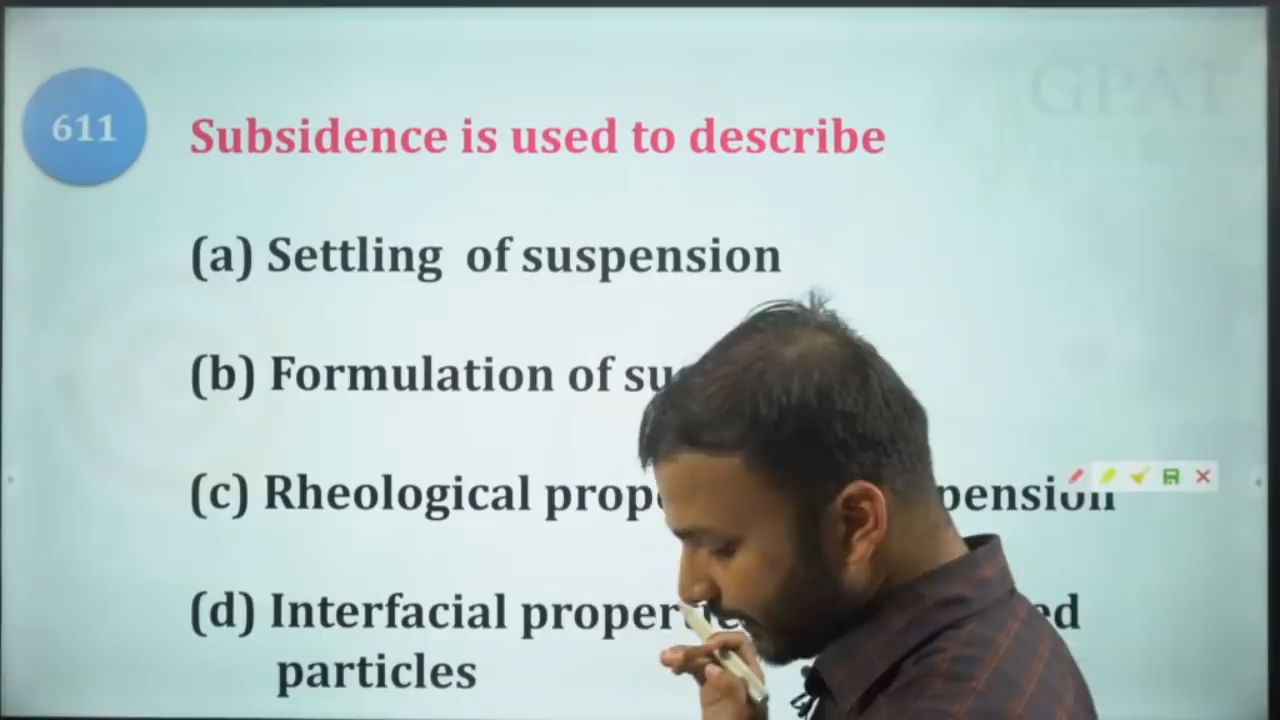 GPAT
611
Subsidence is used to describe
(a) Settling of suspension
(b) Formulation of su
(c) Rheological prope pension
(d) Interfacial proper ed
particles